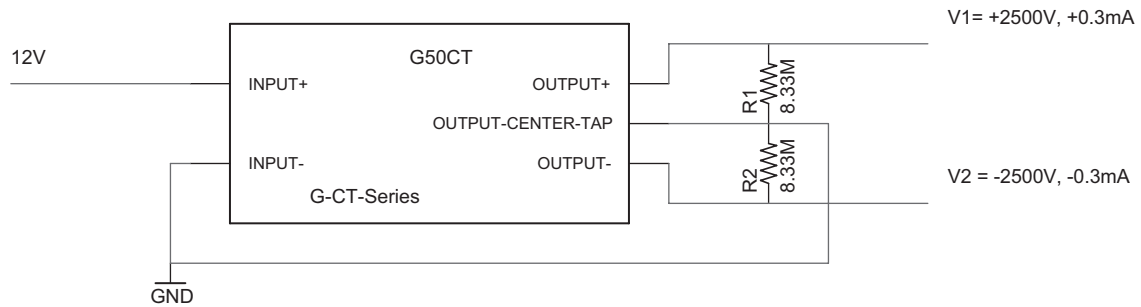 V1= +2500V, +0.3mA
12V
G50CT
INPUT+
OUTPUT+
R1
8.33M
OUTPUT-CENTER-TAP
INPUT-
OUTPUT-
R2
8.33M
G-CT-Series
V2 = -2500V, -0.3mA
GND